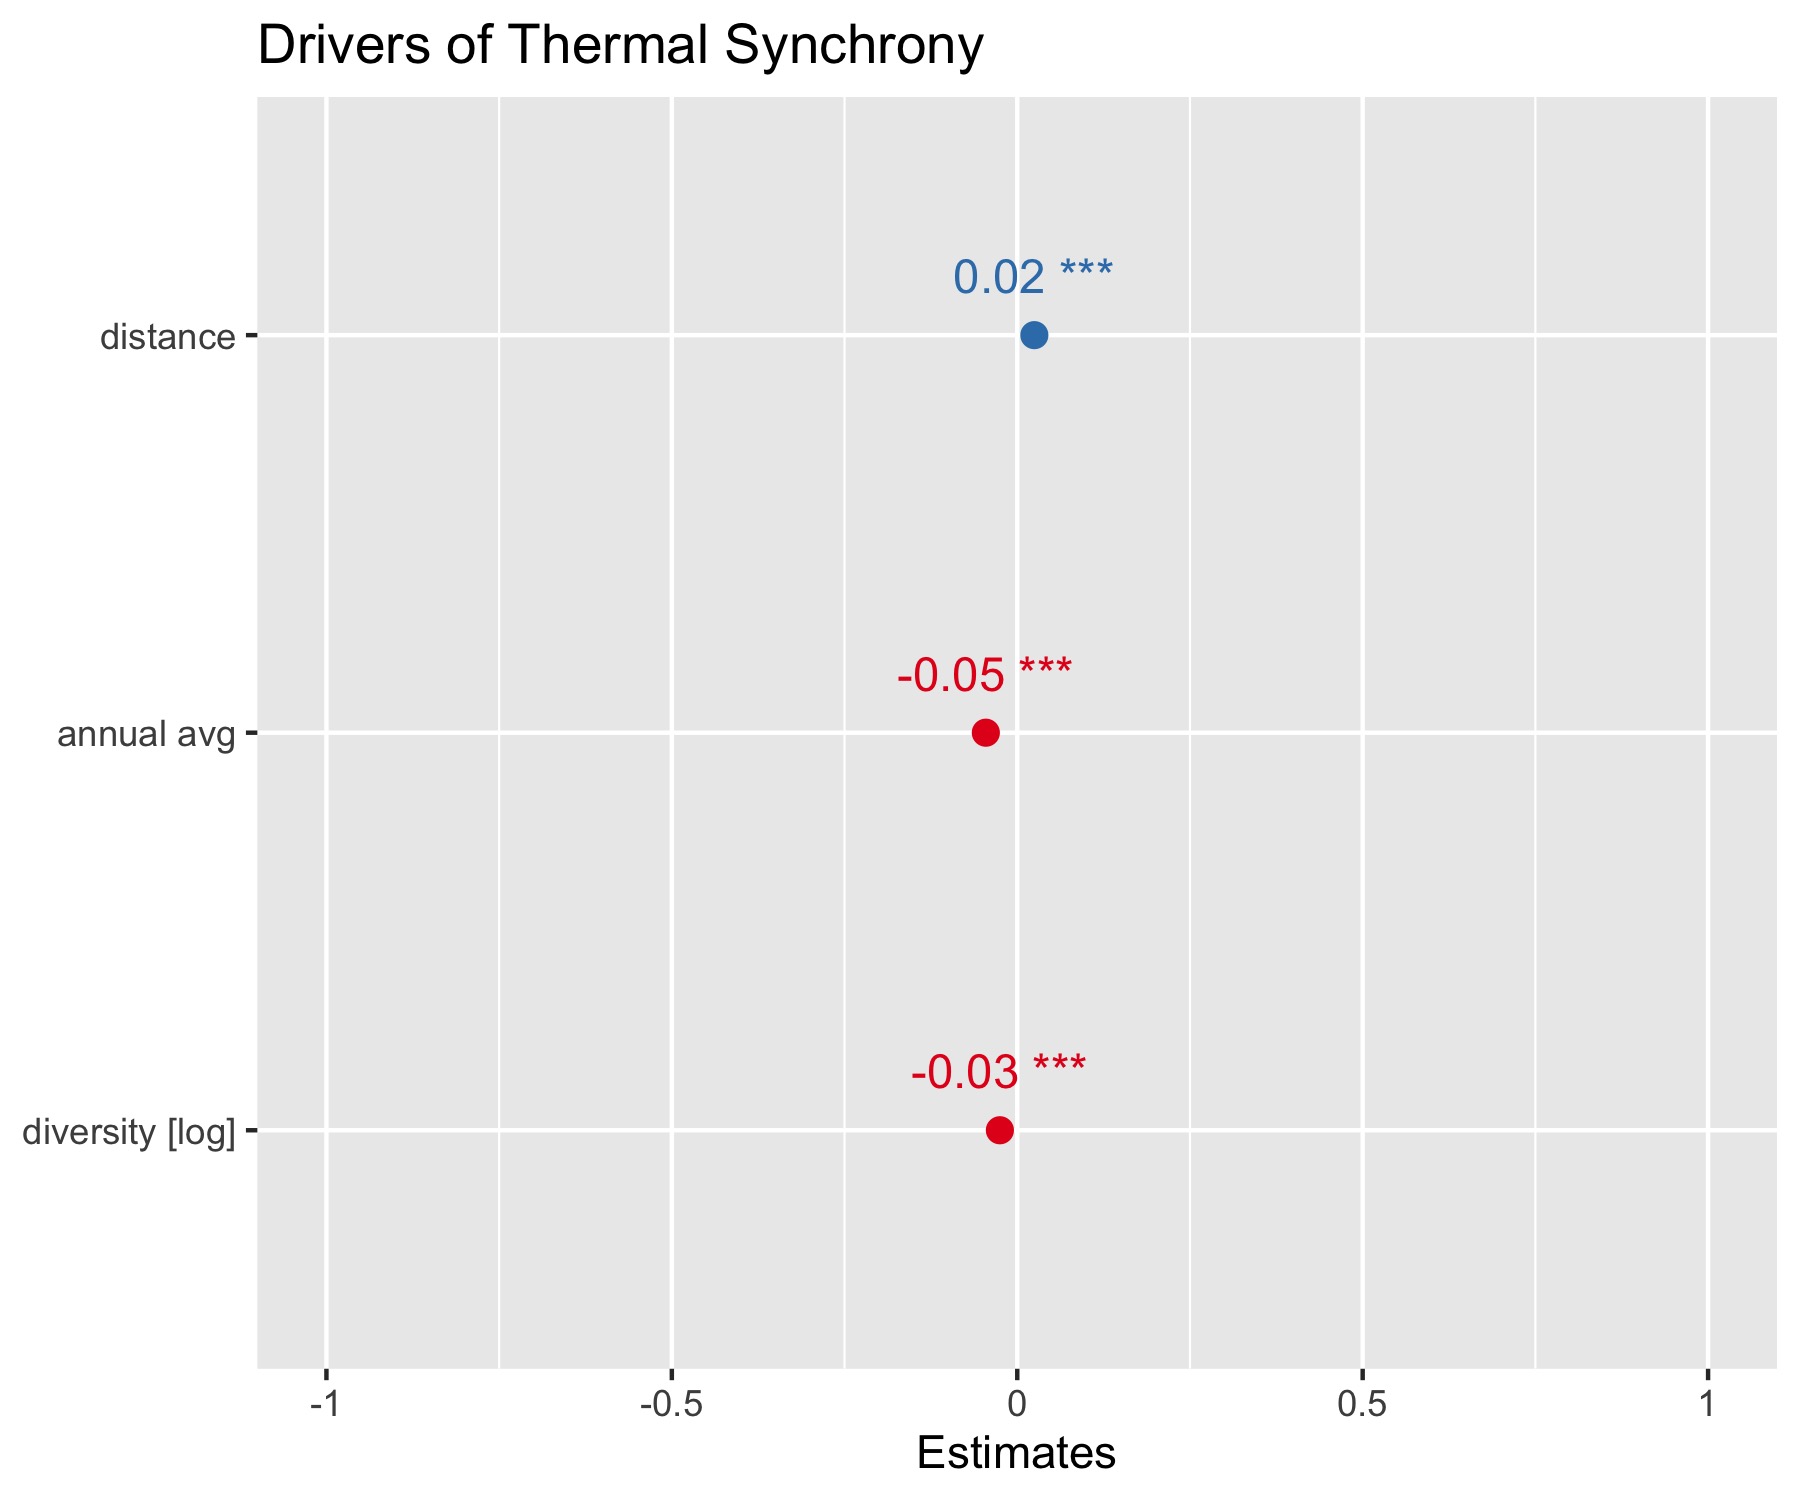 Drivers of Thermal Synchrony
0.02 ***
distance
-0.05 ***
annual avg
-0.03 ***
diversity [log]
-1 -0.5 0 0.5 1
Estimates